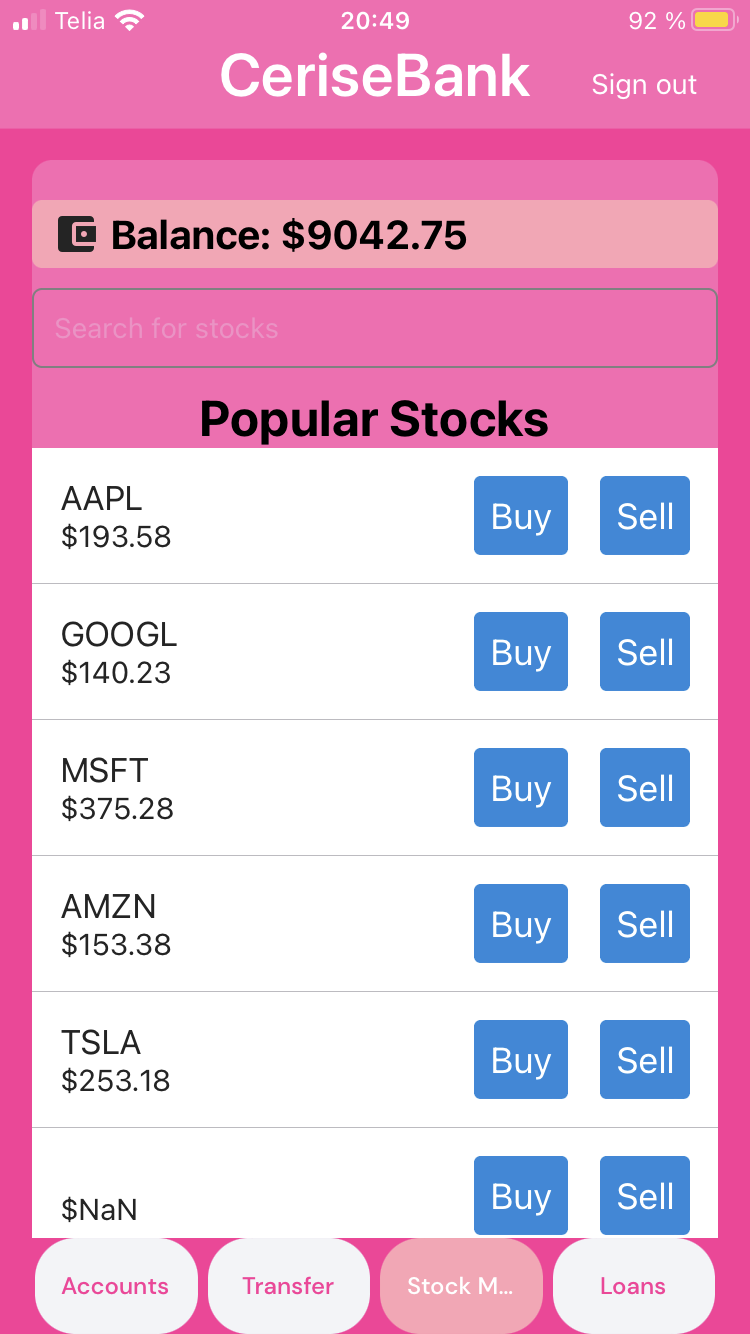 Telia 20:49 92 %
CeriseBank
Sign out
Balance: $9042.75
Search for stocks
Popular Stocks
AAPL
$193.58
Buy Sell
GOOGL
$140.23
Buy Sell
MSFT
$375.28
Buy Sell
AMZN
$153.38
Buy Sell
TSLA
$253.18
Buy Sell
$NaN
Buy Sell
Accounts Transfer Stock M... Loans